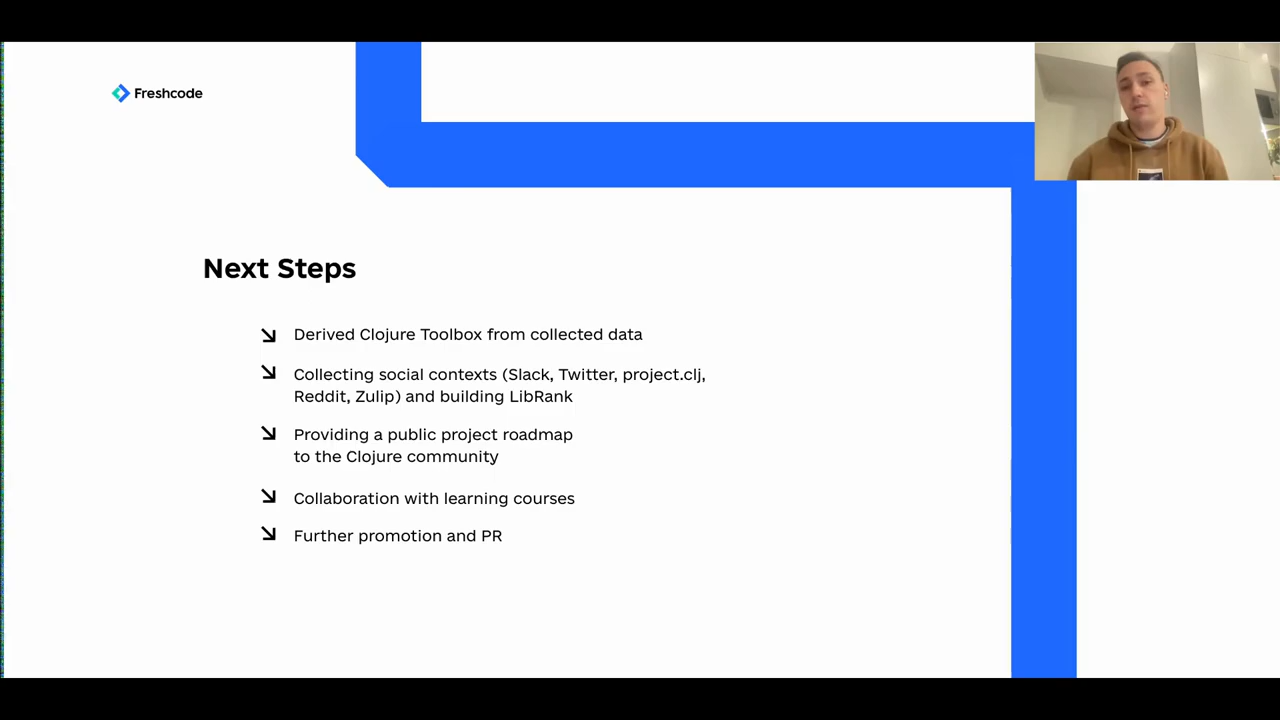 Freshcode
Next Steps
Derived Clojure Toolbox from collected data
Collecting social contexts (Slack, Twitter, project.clj,
Reddit, Zulip) and building LibRank
Providing a public project roadmap
to the Clojure community
Collaboration with learning courses
Further promotion and PR